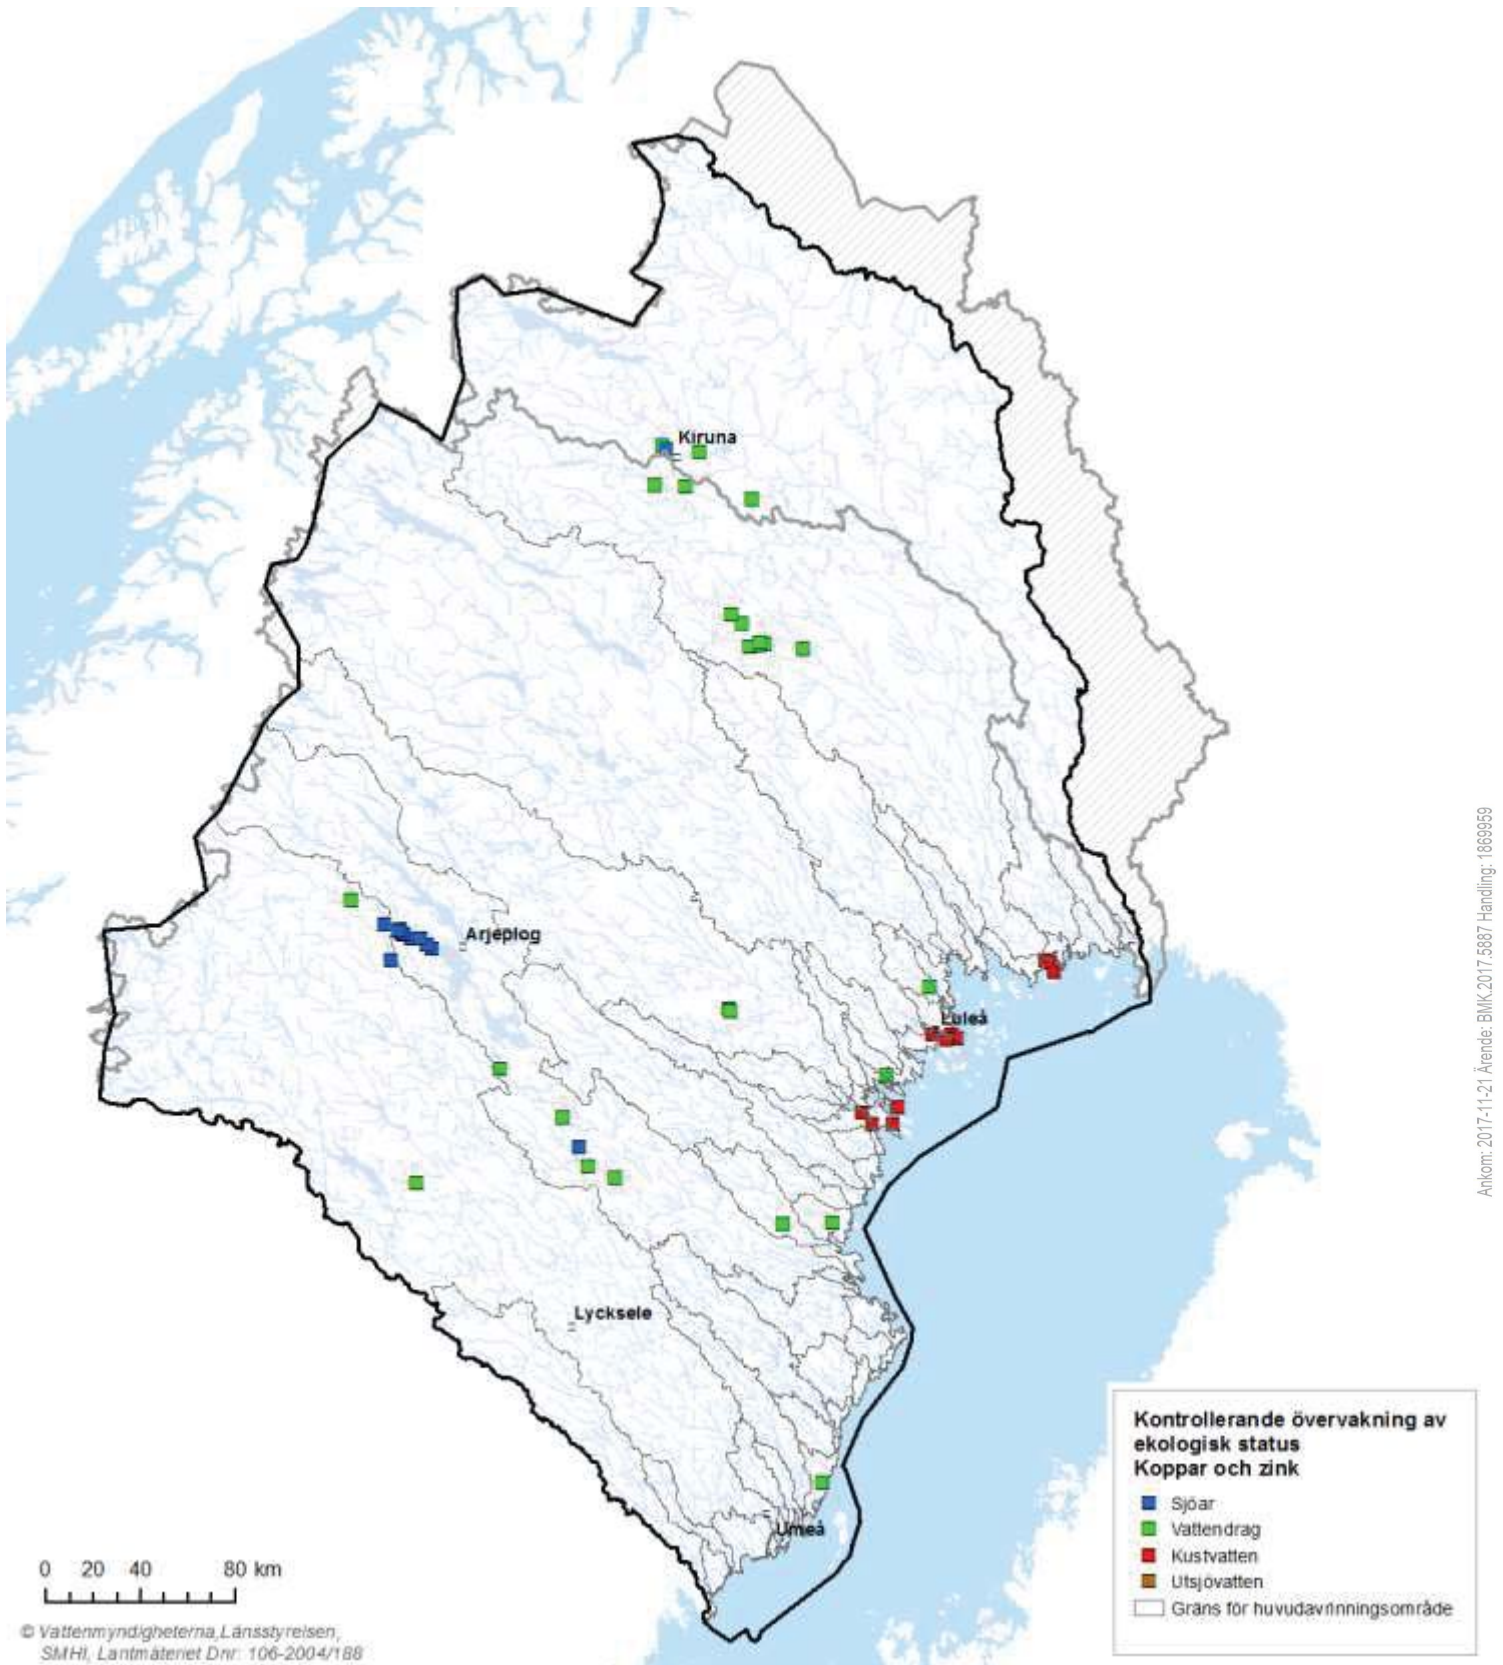 Kiruna
Arjeplog
Luleå
Lycksele
Umeå
Kontrollerande övervakning av
ekologisk status
Koppar och zink
Sjöar
Vattendrag
Kustvatten
Utsjövatten
Gräns för huvudavrinningsområde
0 20 40 80 km
© Vattenmyndigheterna,Länsstyrelsen,
SMHI, Lantmäteriet Dnr: 106-2004/188
Ankom: 2017-11-21 Ärende: BMK.2017.5887 Handling: 1869959